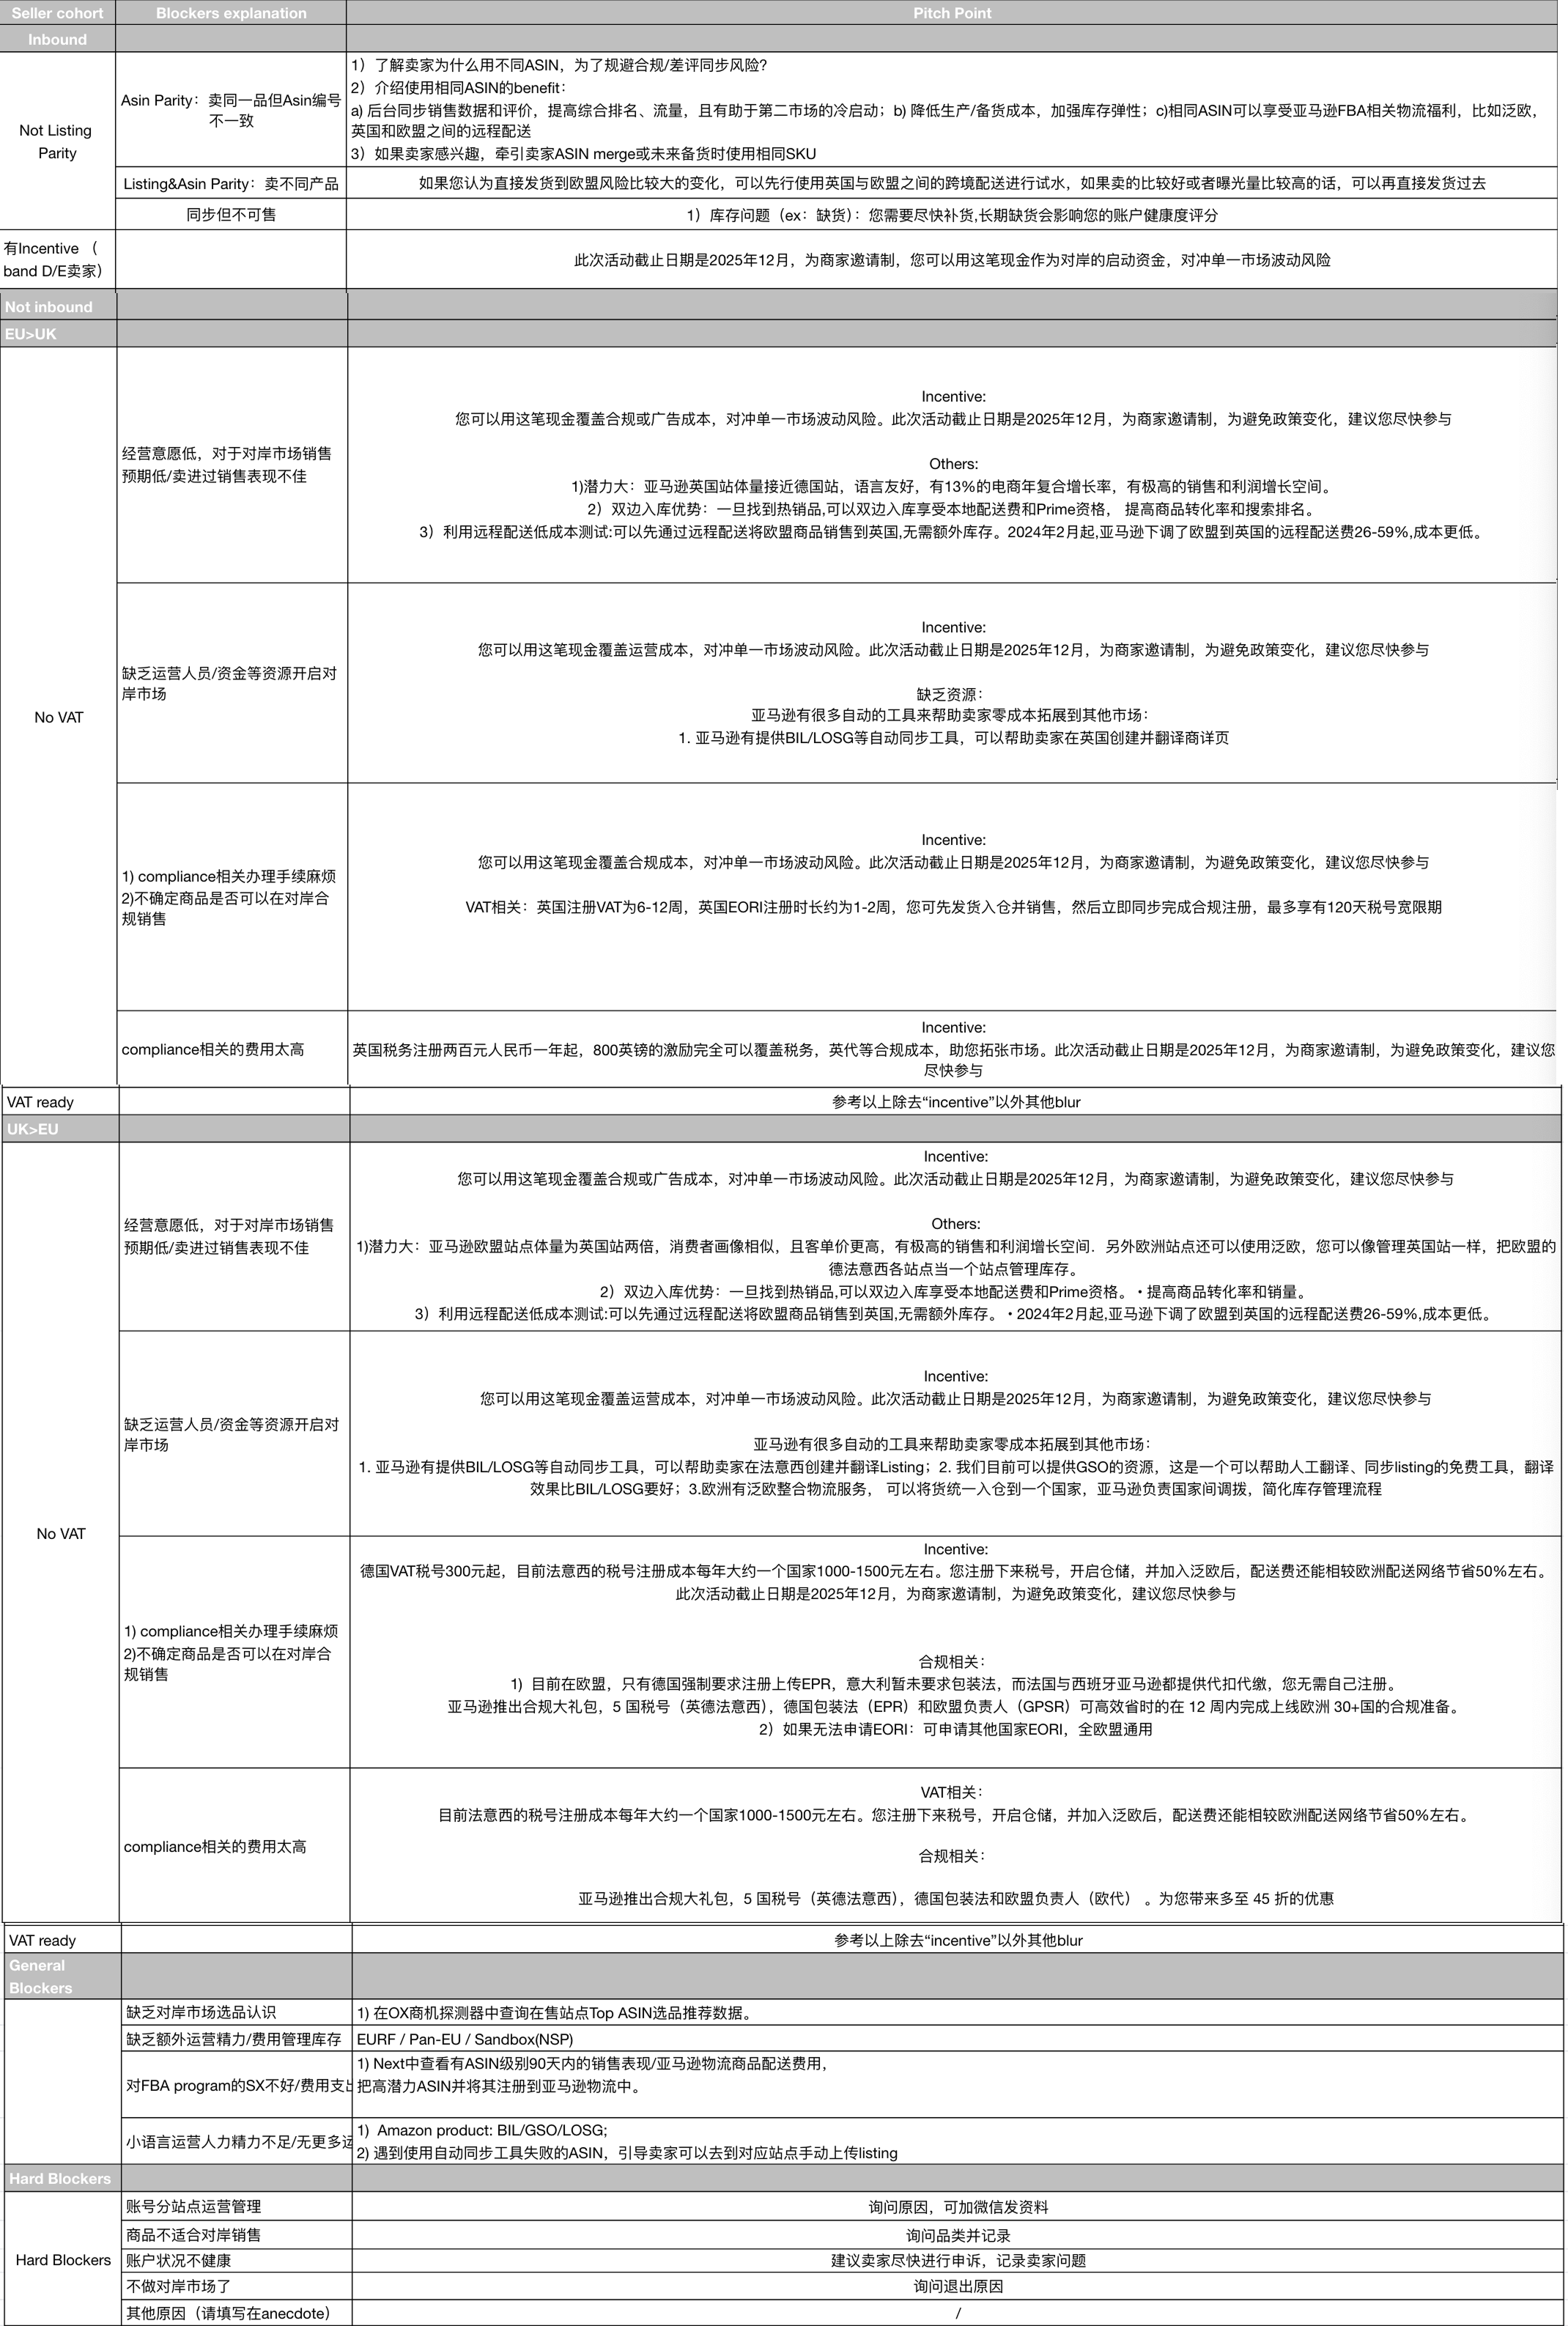 Seller cohort
Blockers explanation
Pitch Point
Inbound
Not Listing
Parity
Asin Parity：卖同一品但Asin编号
不一致
1）了解卖家为什么用不同ASIN，为了规避合规/差评同步风险?
2）介绍使用相同ASIN的benefit：
a) 后台同步销售数据和评价，提高综合排名、流量，且有助于第二市场的冷启动；b) 降低生产/备货成本，加强库存弹性；c)相同ASIN可以享受亚马逊FBA相关物流福利，比如泛欧，
英国和欧盟之间的远程配送
3）如果卖家感兴趣，牵引卖家ASIN merge或未来备货时使用相同SKU
Listing&Asin Parity：卖不同产品
如果您认为直接发货到欧盟风险比较大的变化，可以先行使用英国与欧盟之间的跨境配送进行试水，如果卖的比较好或者曝光量比较高的话，可以再直接发货过去
同步但不可售
1）库存问题（ex：缺货）：您需要尽快补货,长期缺货会影响您的账户健康度评分
有Incentive （
band D/E卖家）
此次活动截止日期是2025年12月，为商家邀请制，您可以用这笔现金作为对岸的启动资金，对冲单一市场波动风险
Not inbound
EU>UK
No VAT
经营意愿低，对于对岸市场销售
预期低/卖进过销售表现不佳
Incentive:
您可以用这笔现金覆盖合规或广告成本，对冲单一市场波动风险。此次活动截止日期是2025年12月，为商家邀请制，为避免政策变化，建议您尽快参与
Others:
1)潜力大：亚马逊英国站体量接近德国站，语言友好，有13%的电商年复合增长率，有极高的销售和利润增长空间。
2）双边入库优势：一旦找到热销品,可以双边入库享受本地配送费和Prime资格， 提高商品转化率和搜索排名。
3）利用远程配送低成本测试:可以先通过远程配送将欧盟商品销售到英国,无需额外库存。2024年2月起,亚马逊下调了欧盟到英国的远程配送费26-59%,成本更低。
缺乏运营人员/资金等资源开启对
岸市场
Incentive:
您可以用这笔现金覆盖运营成本，对冲单一市场波动风险。此次活动截止日期是2025年12月，为商家邀请制，为避免政策变化，建议您尽快参与
缺乏资源：
亚马逊有很多自动的工具来帮助卖家零成本拓展到其他市场：
1. 亚马逊有提供BIL/LOSG等自动同步工具，可以帮助卖家在英国创建并翻译商详页
1) compliance相关办理手续麻烦
2)不确定商品是否可以在对岸合
规销售
Incentive:
您可以用这笔现金覆盖合规成本，对冲单一市场波动风险。此次活动截止日期是2025年12月，为商家邀请制，为避免政策变化，建议您尽快参与
VAT相关：英国注册VAT为6-12周，英国EORI注册时长约为1-2周，您可先发货入仓并销售，然后立即同步完成合规注册，最多享有120天税号宽限期
compliance相关的费用太高
Incentive:
英国税务注册两百元人民币一年起，800英镑的激励完全可以覆盖税务，英代等合规成本，助您拓张市场。此次活动截止日期是2025年12月，为商家邀请制，为避免政策变化，建议您
尽快参与
VAT ready
参考以上除去“incentive”以外其他blur
UK>EU
No VAT
经营意愿低，对于对岸市场销售
预期低/卖进过销售表现不佳
Incentive:
您可以用这笔现金覆盖合规或广告成本，对冲单一市场波动风险。此次活动截止日期是2025年12月，为商家邀请制，为避免政策变化，建议您尽快参与
Others:
1)潜力大：亚马逊欧盟站点体量为英国站两倍，消费者画像相似，且客单价更高，有极高的销售和利润增长空间．另外欧洲站点还可以使用泛欧，您可以像管理英国站一样，把欧盟的
德法意西各站点当一个站点管理库存。
2）双边入库优势：一旦找到热销品,可以双边入库享受本地配送费和Prime资格。 • 提高商品转化率和销量。
3）利用远程配送低成本测试:可以先通过远程配送将欧盟商品销售到英国,无需额外库存。 • 2024年2月起,亚马逊下调了欧盟到英国的远程配送费26-59%,成本更低。
缺乏运营人员/资金等资源开启对
岸市场
Incentive:
您可以用这笔现金覆盖运营成本，对冲单一市场波动风险。此次活动截止日期是2025年12月，为商家邀请制，为避免政策变化，建议您尽快参与
亚马逊有很多自动的工具来帮助卖家零成本拓展到其他市场：
1. 亚马逊有提供BIL/LOSG等自动同步工具，可以帮助卖家在法意西创建并翻译Listing；2. 我们目前可以提供GSO的资源，这是一个可以帮助人工翻译、同步listing的免费工具，翻译
效果比BIL/LOSG要好；3.欧洲有泛欧整合物流服务， 可以将货统一入仓到一个国家，亚马逊负责国家间调拨，简化库存管理流程
1) compliance相关办理手续麻烦
2)不确定商品是否可以在对岸合
规销售
Incentive:
德国VAT税号300元起，目前法意西的税号注册成本每年大约一个国家1000-1500元左右。您注册下来税号，开启仓储，并加入泛欧后，配送费还能相较欧洲配送网络节省50%左右。
此次活动截止日期是2025年12月，为商家邀请制，为避免政策变化，建议您尽快参与
合规相关：
1）目前在欧盟，只有德国强制要求注册上传EPR，意大利暂未要求包装法，而法国与西班牙亚马逊都提供代扣代缴，您无需自己注册。
亚马逊推出合规大礼包，5 国税号（英德法意西），德国包装法（EPR）和欧盟负责人（GPSR）可高效省时的在 12 周内完成上线欧洲 30+国的合规准备。
2）如果无法申请EORI：可申请其他国家EORI，全欧盟通用
compliance相关的费用太高
VAT相关：
目前法意西的税号注册成本每年大约一个国家1000-1500元左右。您注册下来税号，开启仓储，并加入泛欧后，配送费还能相较欧洲配送网络节省50%左右。
合规相关：
亚马逊推出合规大礼包，5 国税号（英德法意西），德国包装法和欧盟负责人（欧代） 。为您带来多至 45 折的优惠
VAT ready
参考以上除去“incentive”以外其他blur
General
Blockers
缺乏对岸市场选品认识
1) 在OX商机探测器中查询在售站点Top ASIN选品推荐数据。
缺乏额外运营精力/费用管理库存
EURF / Pan-EU / Sandbox(NSP)
对FBA program的SX不好/费用支出
1) Next中查看有ASIN级别90天内的销售表现/亚马逊物流商品配送费用，
把高潜力ASIN并将其注册到亚马逊物流中。
小语言运营人力精力不足/无更多运
1）Amazon product: BIL/GSO/LOSG;
2) 遇到使用自动同步工具失败的ASIN，引导卖家可以去到对应站点手动上传listing
Hard Blockers
Hard Blockers
账号分站点运营管理
询问原因，可加微信发资料
商品不适合对岸销售
询问品类并记录
账户状况不健康
建议卖家尽快进行申诉，记录卖家问题
不做对岸市场了
询问退出原因
其他原因（请填写在anecdote）
/